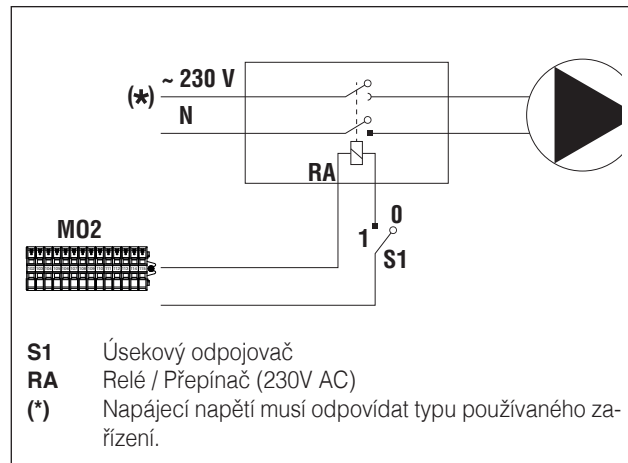 (*) ~ 230 V
N
RA
MO2
1 0
S1
S1 Úsekový odpojovač
RA Relé / Přepínač (230V AC)
(*) Napájecí napětí musí odpovídat typu používaného za-
řízení.